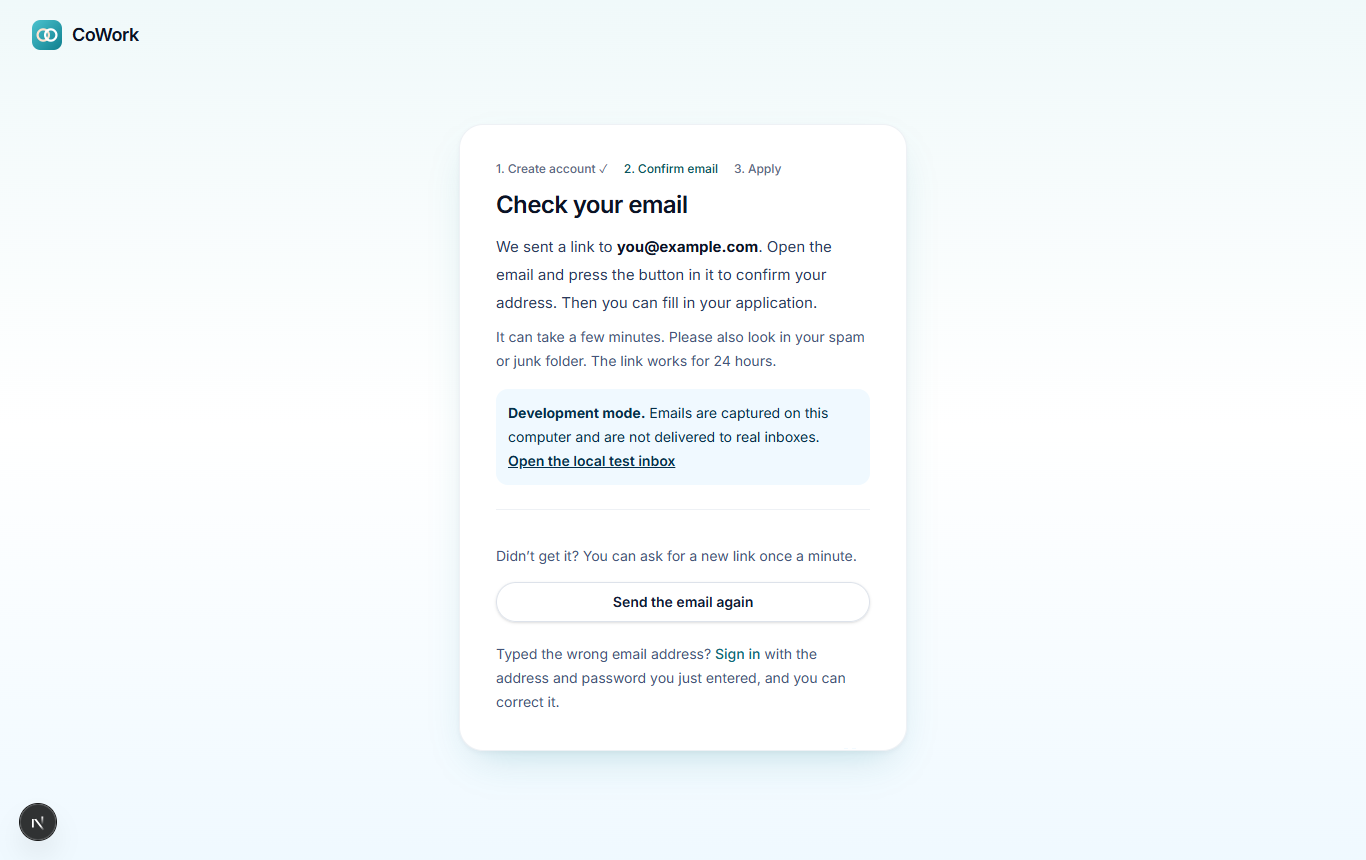 CoWork
1. Create account ✓ 2. Confirm email 3. Apply
Check your email
We sent a link to you@example.com. Open the
email and press the button in it to confirm your
address. Then you can fill in your application.
It can take a few minutes. Please also look in your spam
or junk folder. The link works for 24 hours.
Development mode. Emails are captured on this
computer and are not delivered to real inboxes.
Open the local test inbox
Didn’t get it? You can ask for a new link once a minute.
Send the email again
Typed the wrong email address? Sign in with the
address and password you just entered, and you can
correct it.